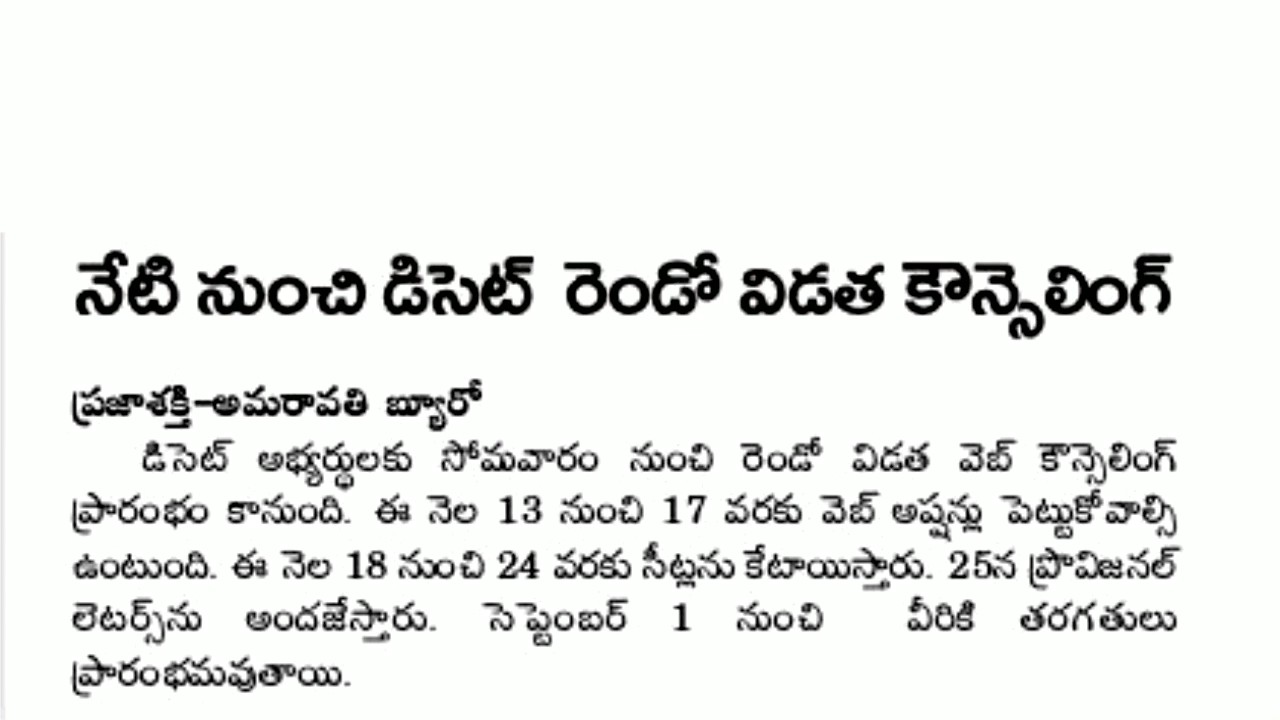 నేటి నుంచి డిసెట్ రెండో విడత కౌన్సెలింగ్
ప్రజాశక్తి-అమరావతి బ్యూరో
డిసెట్ అభ్యర్థులకు సోమవారం నుంచి రెండో విడత వెబ్ కౌన్సెలింగ్
ప్రారంభం కానుంది. ఈ నెల 13 నుంచి 17 వరకు వెబ్ అప్షన్లు పెట్టుకోవాల్సి
ఉంటుంది. ఈ నెల 18 నుంచి 24 వరకు సీట్లను కేటాయిస్తారు. 25న ప్రొవిజనల్
లెటర్స్‌ను అందజేస్తారు. సెప్టెంబర్ 1 నుంచి వీరికి తరగతులు
ప్రారంభమవుతాయి.